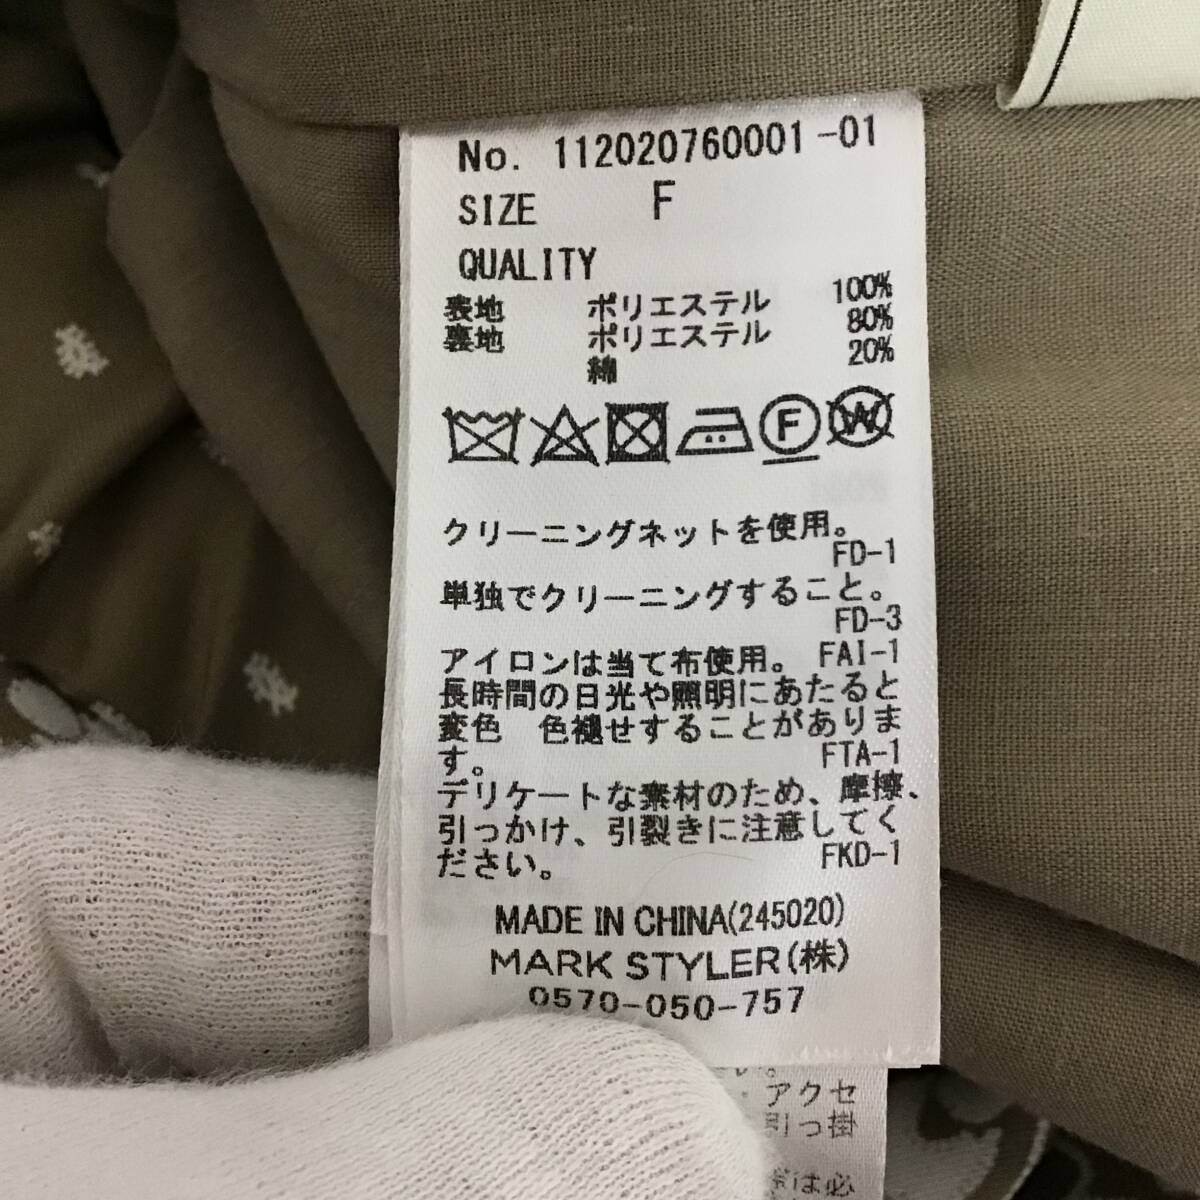 No. 112020760001-01
SIZE F
QUALITY
表地 ポリエステル 100%
裏地 ポリエステル 80%
綿 20%
F W
クリーニングネットを使用。
FD-1
単独でクリーニングすること。
FD-3
アイロンは当て布使用。 FAI-1
長時間の日光や照明にあたると
変色 色褪せすることがありま
す。 FTA-1
デリケートな素材のため、摩擦、
引っかけ、引裂きに注意してく
ださい。 FKD-1
MADE IN CHINA(245020)
MARK STYLER(株)
0570-050-757
・アクセ
引っ掛
は必